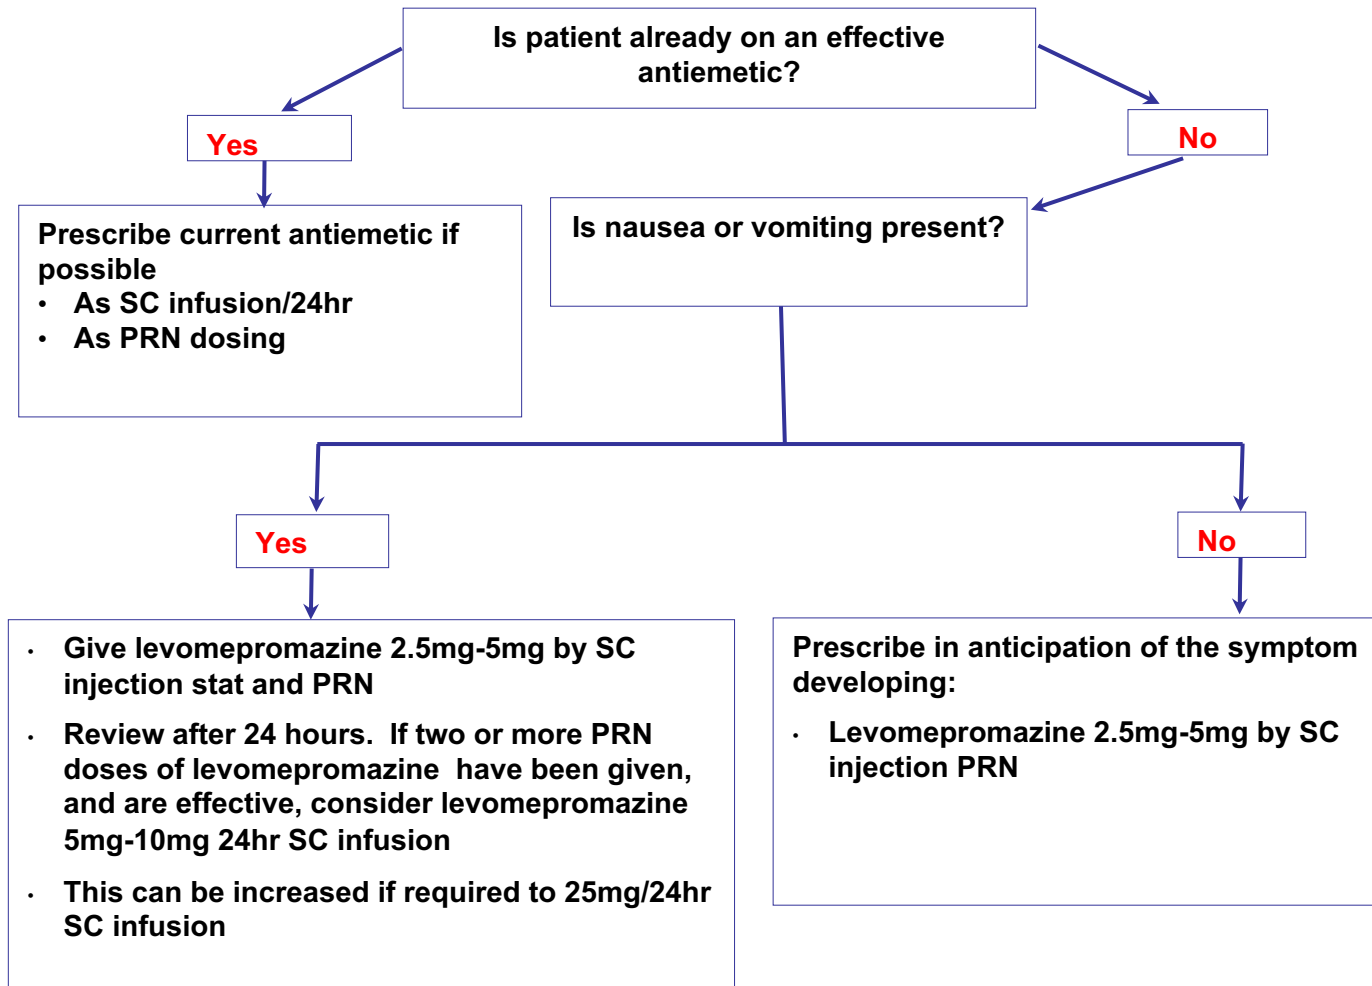 Is patient already on an effective
antiemetic?
Yes
No
Prescribe current antiemetic if
possible
• As SC infusion/24hr
• As PRN dosing
Is nausea or vomiting present?
Yes
No
• Give levomepromazine 2.5mg-5mg by SC
injection stat and PRN
• Review after 24 hours. If two or more PRN
doses of levomepromazine have been given,
and are effective, consider levomepromazine
5mg-10mg 24hr SC infusion
• This can be increased if required to 25mg/24hr
SC infusion
Prescribe in anticipation of the symptom
developing:
• Levomepromazine 2.5mg-5mg by SC
injection PRN